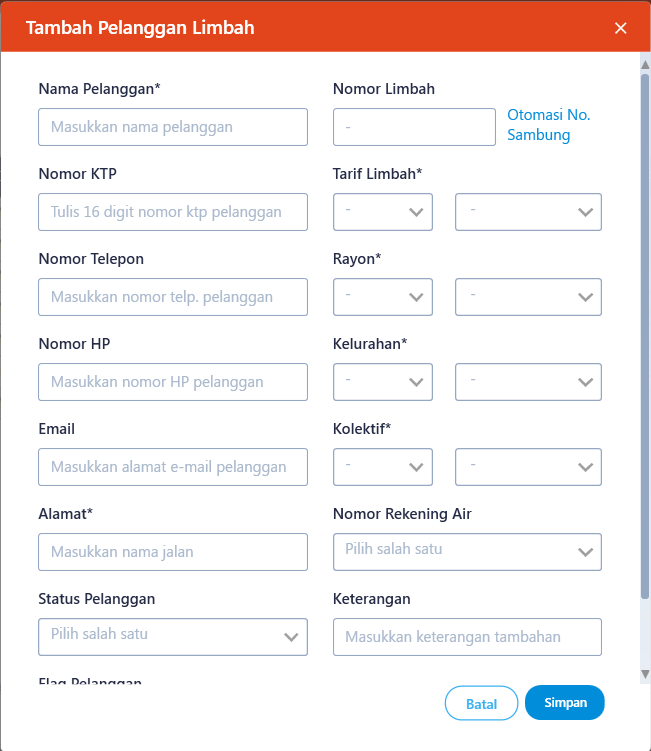 Tambah Pelanggan Limbah
Nama Pelanggan*
Masukkan nama pelanggan
Nomor Limbah
-
Otomasi No.
Sambung
Nomor KTP
Tulis 16 digit nomor ktp pelanggan
Tarif Limbah*
-
-
Nomor Telepon
Masukkan nomor telp. pelanggan
Rayon*
-
-
Nomor HP
Masukkan nomor HP pelanggan
Kelurahan*
-
-
Email
Masukkan alamat e-mail pelanggan
Kolektif*
-
-
Alamat*
Masukkan nama jalan
Nomor Rekening Air
Pilih salah satu
Status Pelanggan
Pilih salah satu
Keterangan
Masukkan keterangan tambahan
Flag Pelanggan
Batal
Simpan